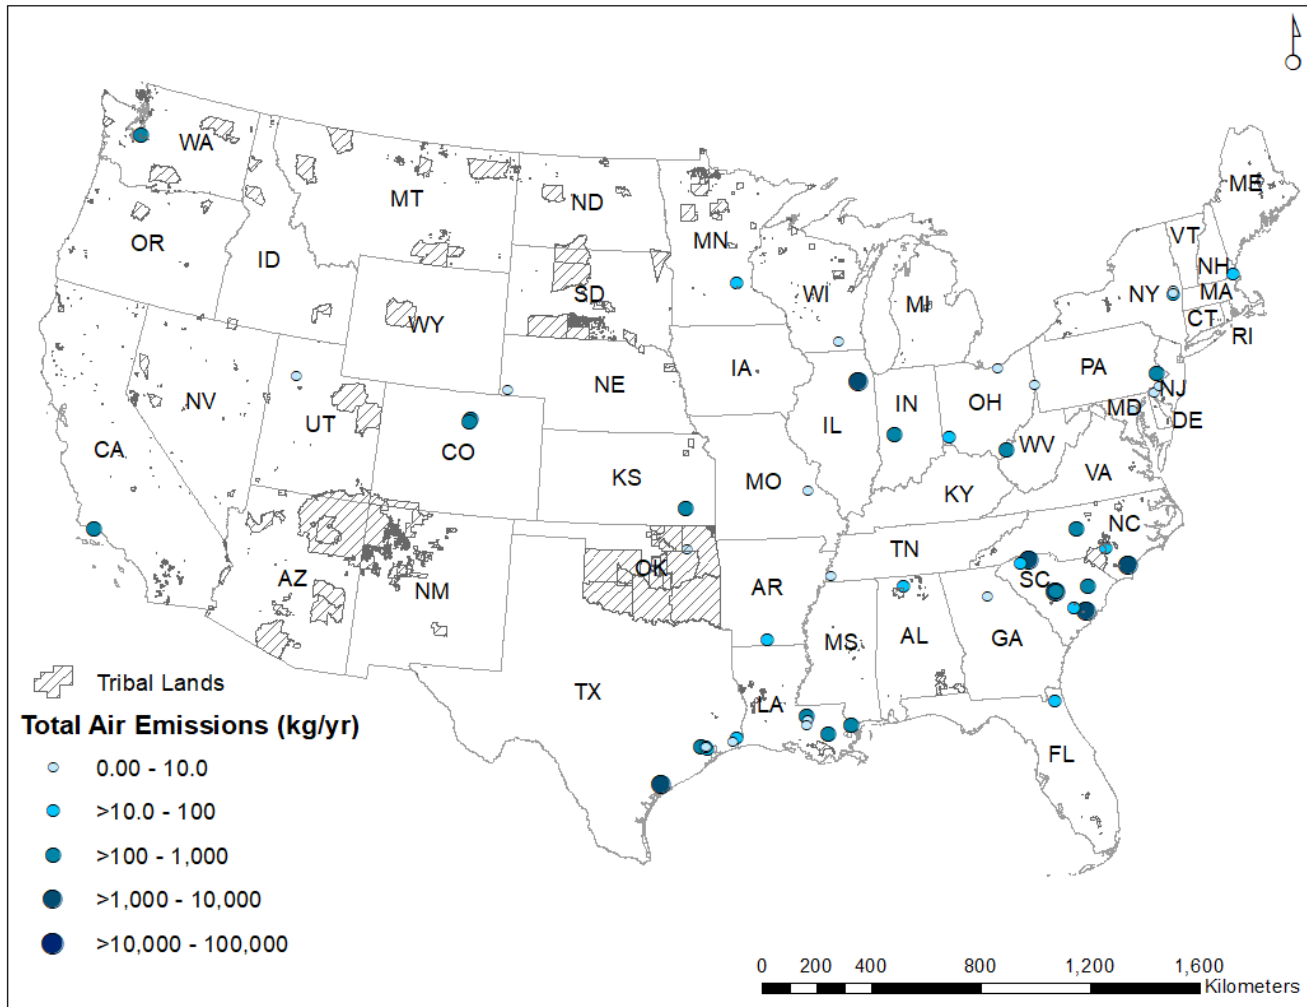 WA
MT
ND
ME
OR
ID
MN
VT
NH
SD
WI
MI
NY
MA
WY
CT
RI
NE
IA
PA
NV
UT
IL
IN
OH
NJ
MD
DE
CA
CO
WV
KS
MO
VA
KY
NC
TN
AZ
NM
OK
AR
SC
MS
AL
GA
TX
LA
FL
Tribal Lands
Total Air Emissions (kg/yr)
0.00 - 10.0
>10.0 - 100
>100 - 1,000
>1,000 - 10,000
>10,000 - 100,000
0 200 400 800 1,200 1,600
Kilometers